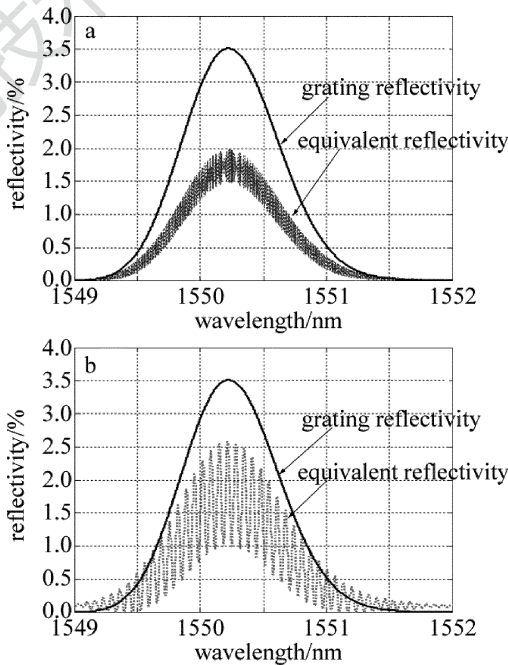 a
4.0
3.5
3.0
2.5
2.0
1.5
1.0
0.5
0.0
reflectivity/%
grating reflectivity
equivalent reflectivity
1549 1550 1551 1552
wavelength/nm
b
4.0
3.5
3.0
2.5
2.0
1.5
1.0
0.5
0.0
reflectivity/%
grating reflectivity
equivalent reflectivity
1549 1550 1551 1552
wavelength/nm